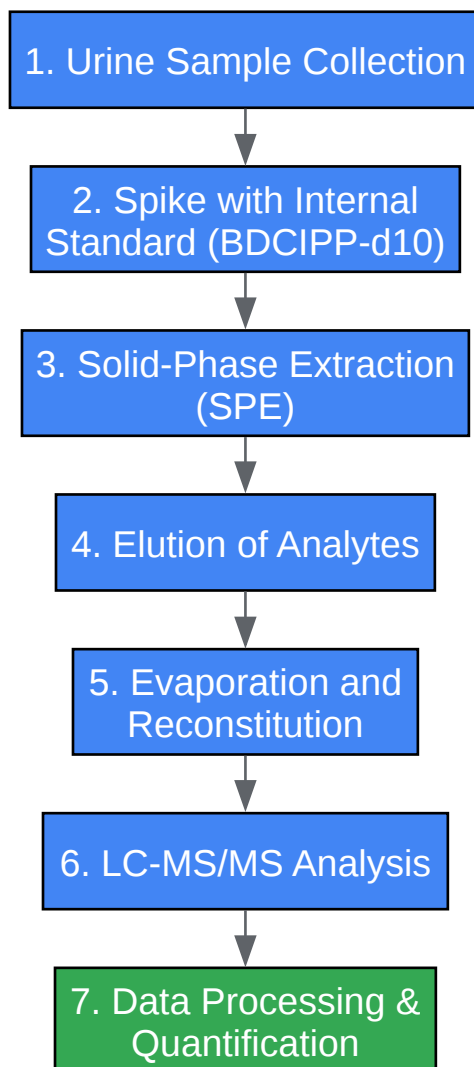 1. Urine Sample Collection
2. Spike with Internal
Standard (BDCIPP-d10)
3. Solid-Phase Extraction
(SPE)
4. Elution of Analytes
5. Evaporation and
Reconstitution
6. LC-MS/MS Analysis
7. Data Processing &
Quantification